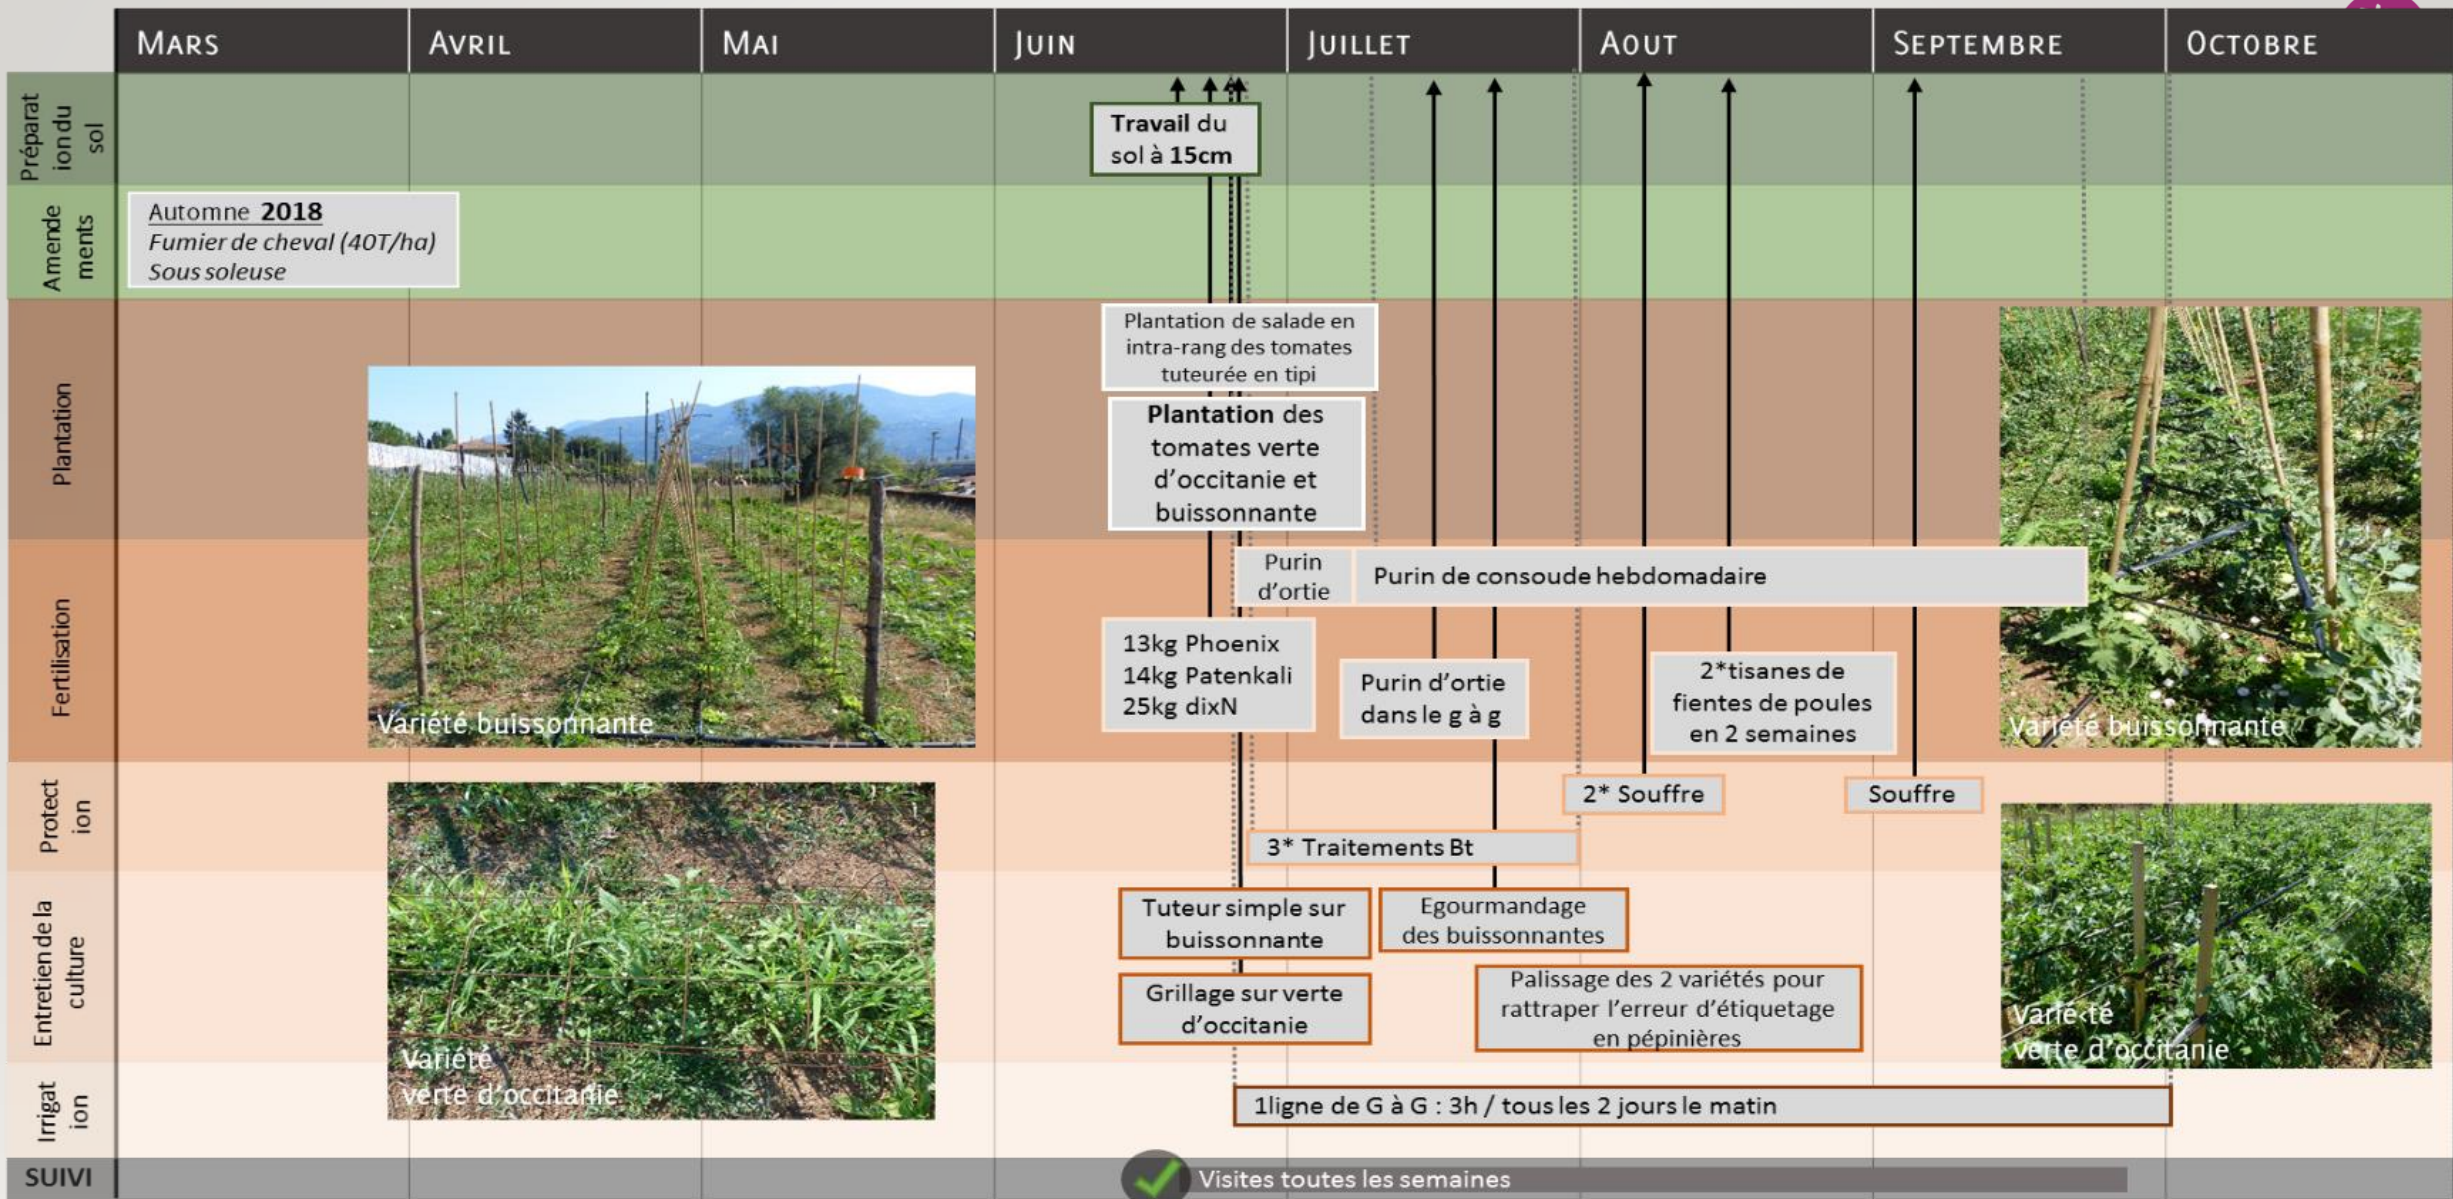 MARS
AVRIL
MAI
JUIN
JUILLET
AOUT
SEPTEMBRE
OCTOBRE
Préparat
ion du
sol
Travail du
sol à 15cm
Amende
ments
Automne 2018
Fumier de cheval (40T/ha)
Sous soleuse
Plantation
Plantation de salade en
intra-rang des tomates
tuteurée en tipi
Plantation des
tomates verte
d'occitanie et
buissonnante
Variété buissonnante
Variété buissonnante
Fertilisation
Purin
d'ortie
Purin de consoude hebdomadaire
13kg Phoenix
14kg Patenkali
25kg dixN
Purin d'ortie
dans le g à g
2*tisanes de
fientes de poules
en 2 semaines
Protect
ion
2* Souffre
Souffre
3* Traitements Bt
Entretien de la
culture
Tuteur simple sur
buissonnante
Egourmandage
des buissonnantes
Grillage sur verte
d'occitanie
Palissage des 2 variétés pour
rattraper l'erreur d'étiquetage
en pépinières
Variété
verte d'occitanie
Varie‹té
verte d'occitanie
Irrigat
ion
1ligne de G à G : 3h / tous les 2 jours le matin
SUIVI
Visites toutes les semaines